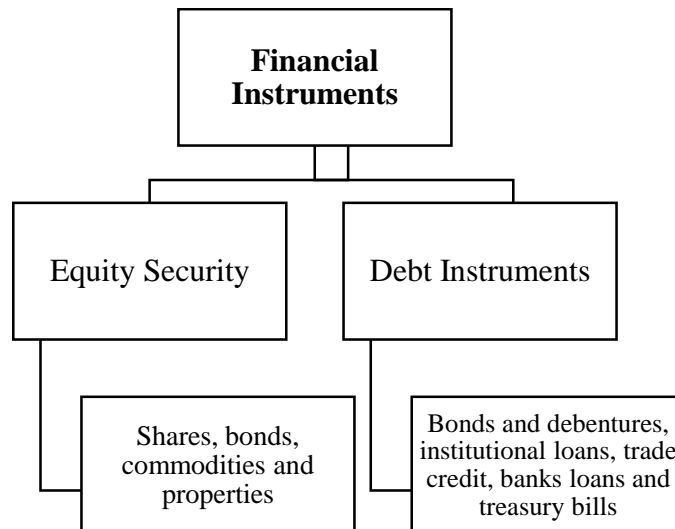 Financial
Instruments
Equity Security
Debt Instruments
Shares, bonds,
commodities and
properties
Bonds and debentures,
institutional loans, trade
credit, banks loans and
treasury bills